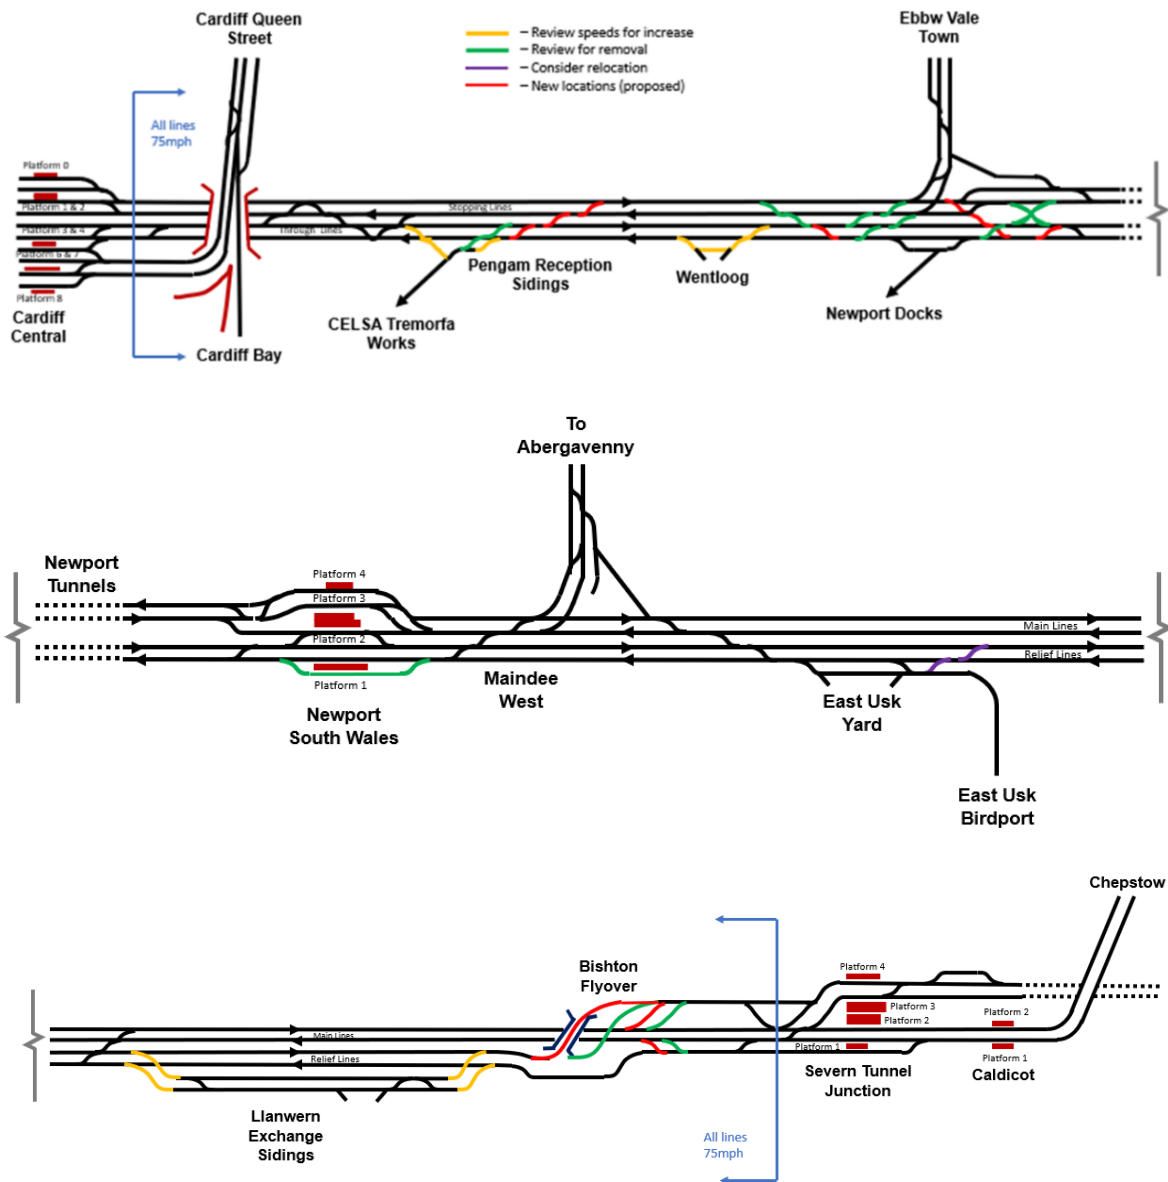 Cardiff Queen
Street
– Review speeds for increase
– Review for removal
– Consider relocation
– New locations (proposed)
Ebbw Vale
Town
All lines
75mph
Platform 0
Platform 1 & 2
Platform 3 & 4
Platform 6 & 7
Platform 8
Cardiff
Central
Cardiff Bay
Stopping Lines
Through Lines
CELSA Tremorfa
Works
Pengam Reception
Sidings
Wentloog
Newport Docks
To
Abergavenny
Newport
Tunnels
Platform 4
Platform 3
Platform 2
Platform 1
Newport
South Wales
Maindee
West
Main Lines
Relief Lines
East Usk
Yard
East Usk
Birdport
Chepstow
Bishton
Flyover
Main Lines
Relief Lines
Llanwern
Exchange
Sidings
Platform 4
Platform 3
Platform 2
Platform 1
Severn Tunnel
Junction
Platform 2
Platform 1
Caldicot
All lines
75mph